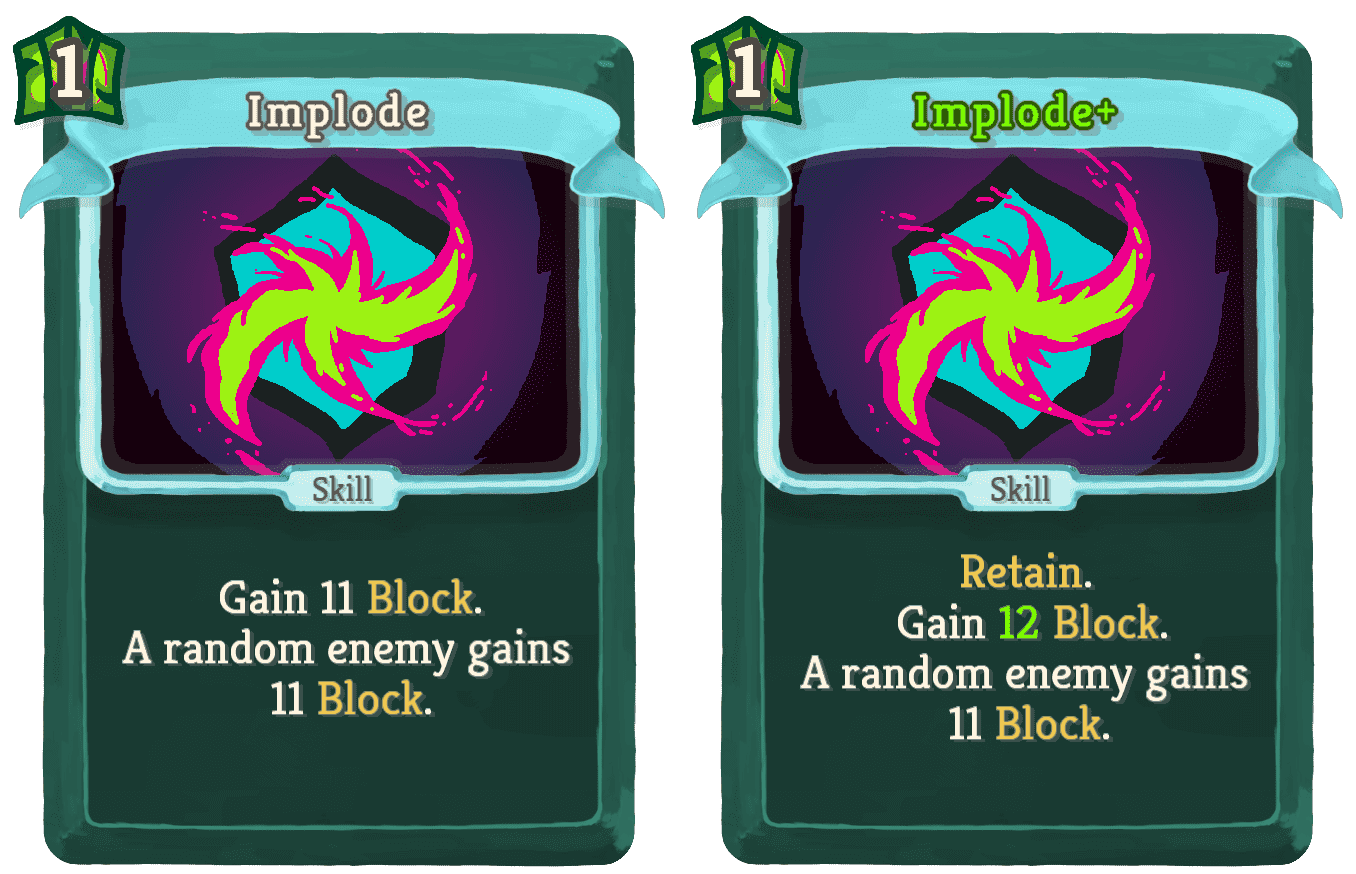 1
Implode
Skill
Gain 11 Block.
A random enemy gains
11 Block.
1
Implode+
Skill
Retain.
Gain 12 Block.
A random enemy gains
11 Block.